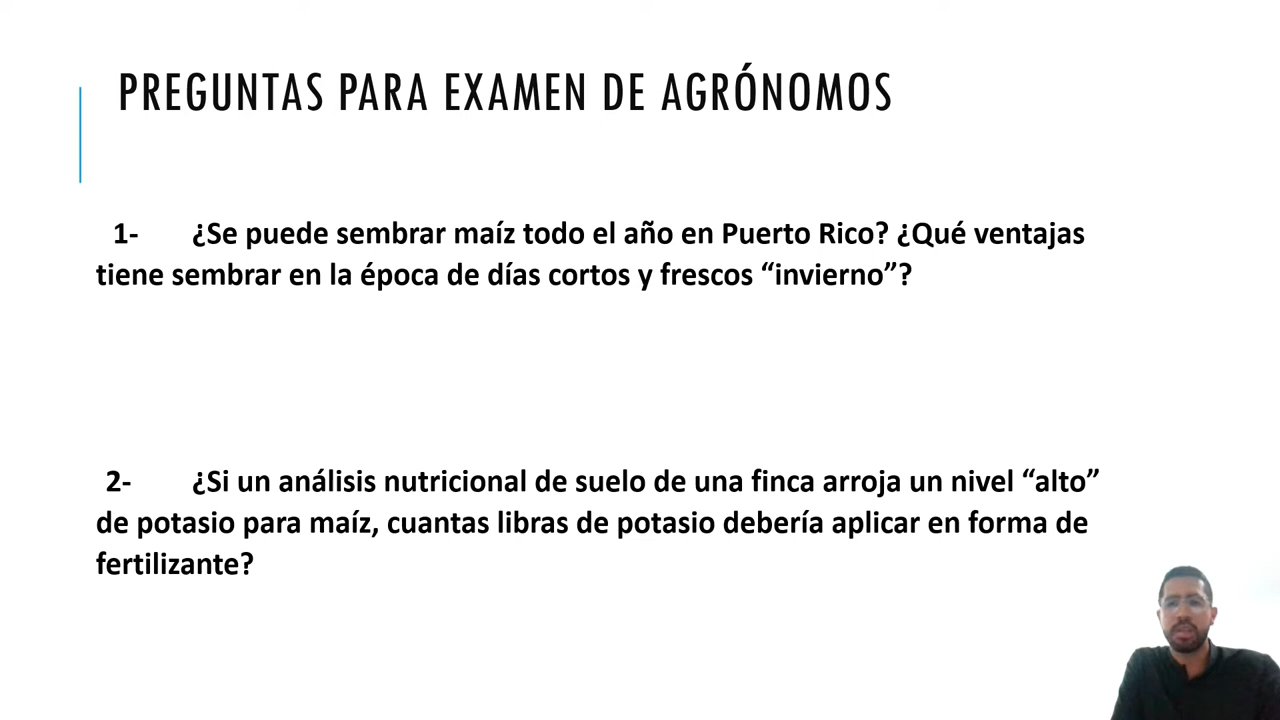 PREGUNTAS PARA EXAMEN DE AGRÓNOMOS
1- ¿Se puede sembrar maíz todo el año en Puerto Rico? ¿Qué ventajas
tiene sembrar en la época de días cortos y frescos “invierno”?
2- ¿Si un análisis nutricional de suelo de una finca arroja un nivel “alto”
de potasio para maíz, cuantas libras de potasio debería aplicar en forma de
fertilizante?